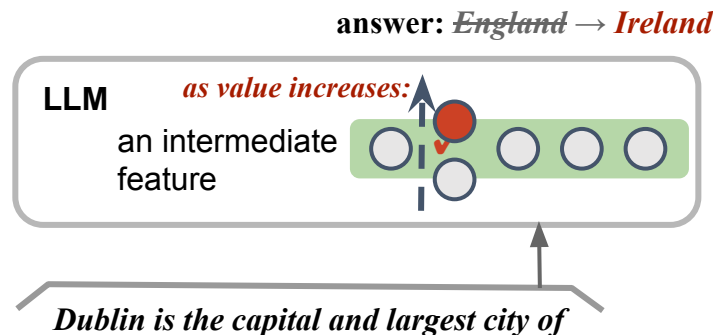 answer: England → Ireland
LLM
as value increases:
an intermediate
feature
Dublin is the capital and largest city of